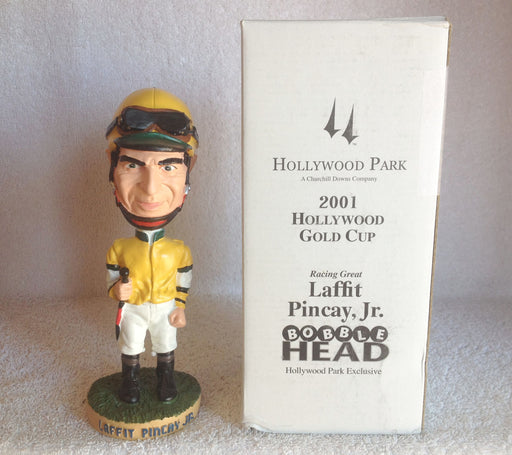 HOLLYWOOD PARK
A Churchill Downs Company
2001
HOLLYWOOD
GOLD CUP
Racing Great
Laffit
Pincay, Jr.
BOBBLE
HEAD
Hollywood Park Exclusive
LAFFIT PINCAY JR.